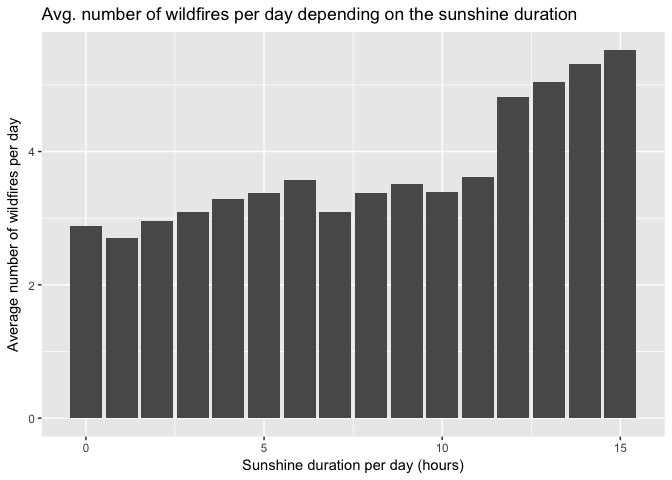 Avg. number of wildfires per day depending on the sunshine duration
Average number of wildfires per day
4
2
0
0 5 10 15
Sunshine duration per day (hours)